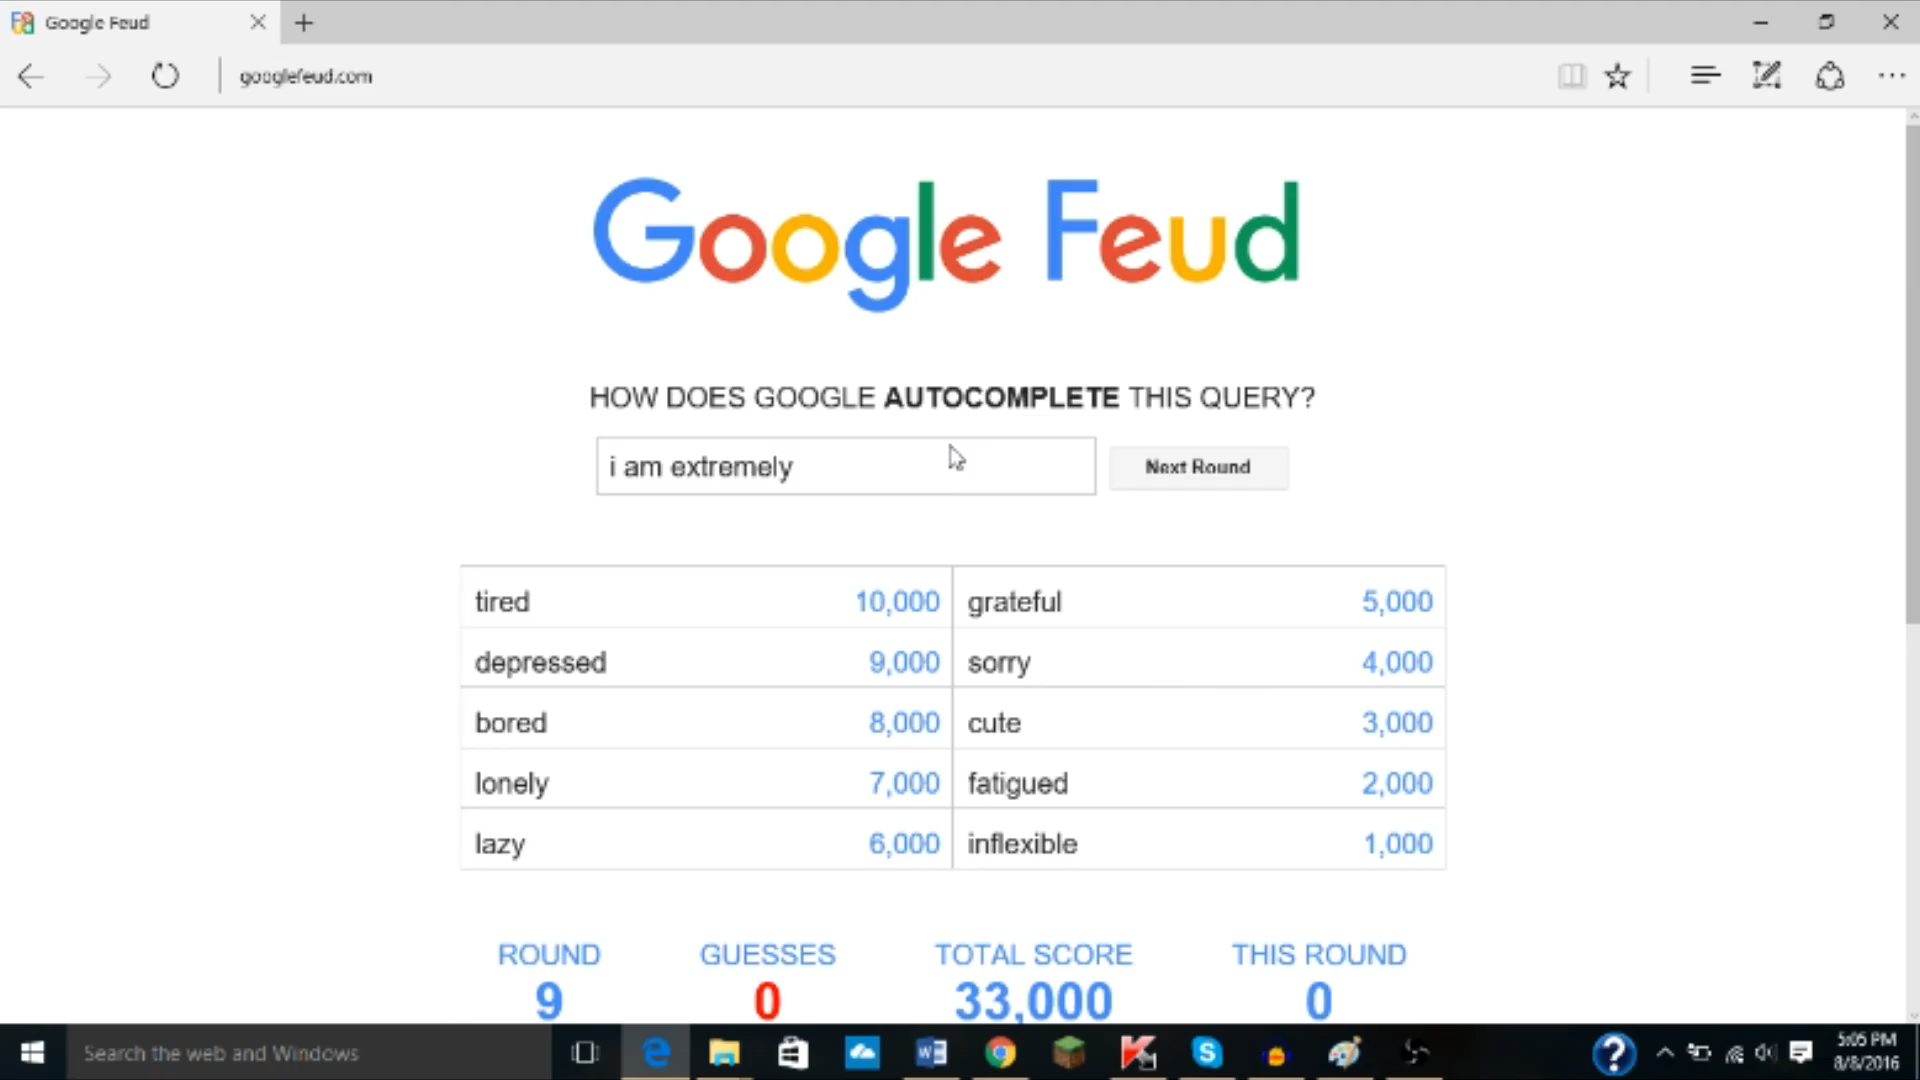 Google Feud
googlefeud.com
Google Feud
HOW DOES GOOGLE AUTOCOMPLETE THIS QUERY?
i am extremely
Next Round
tired 10,000 grateful 5,000
depressed 9,000 sorry 4,000
bored 8,000 cute 3,000
lonely 7,000 fatigued 2,000
lazy 6,000 inflexible 1,000
ROUND GUESSES TOTAL SCORE THIS ROUND
9 0 33,000 0
Search the web and Windows
5:05 PM
8/8/2016